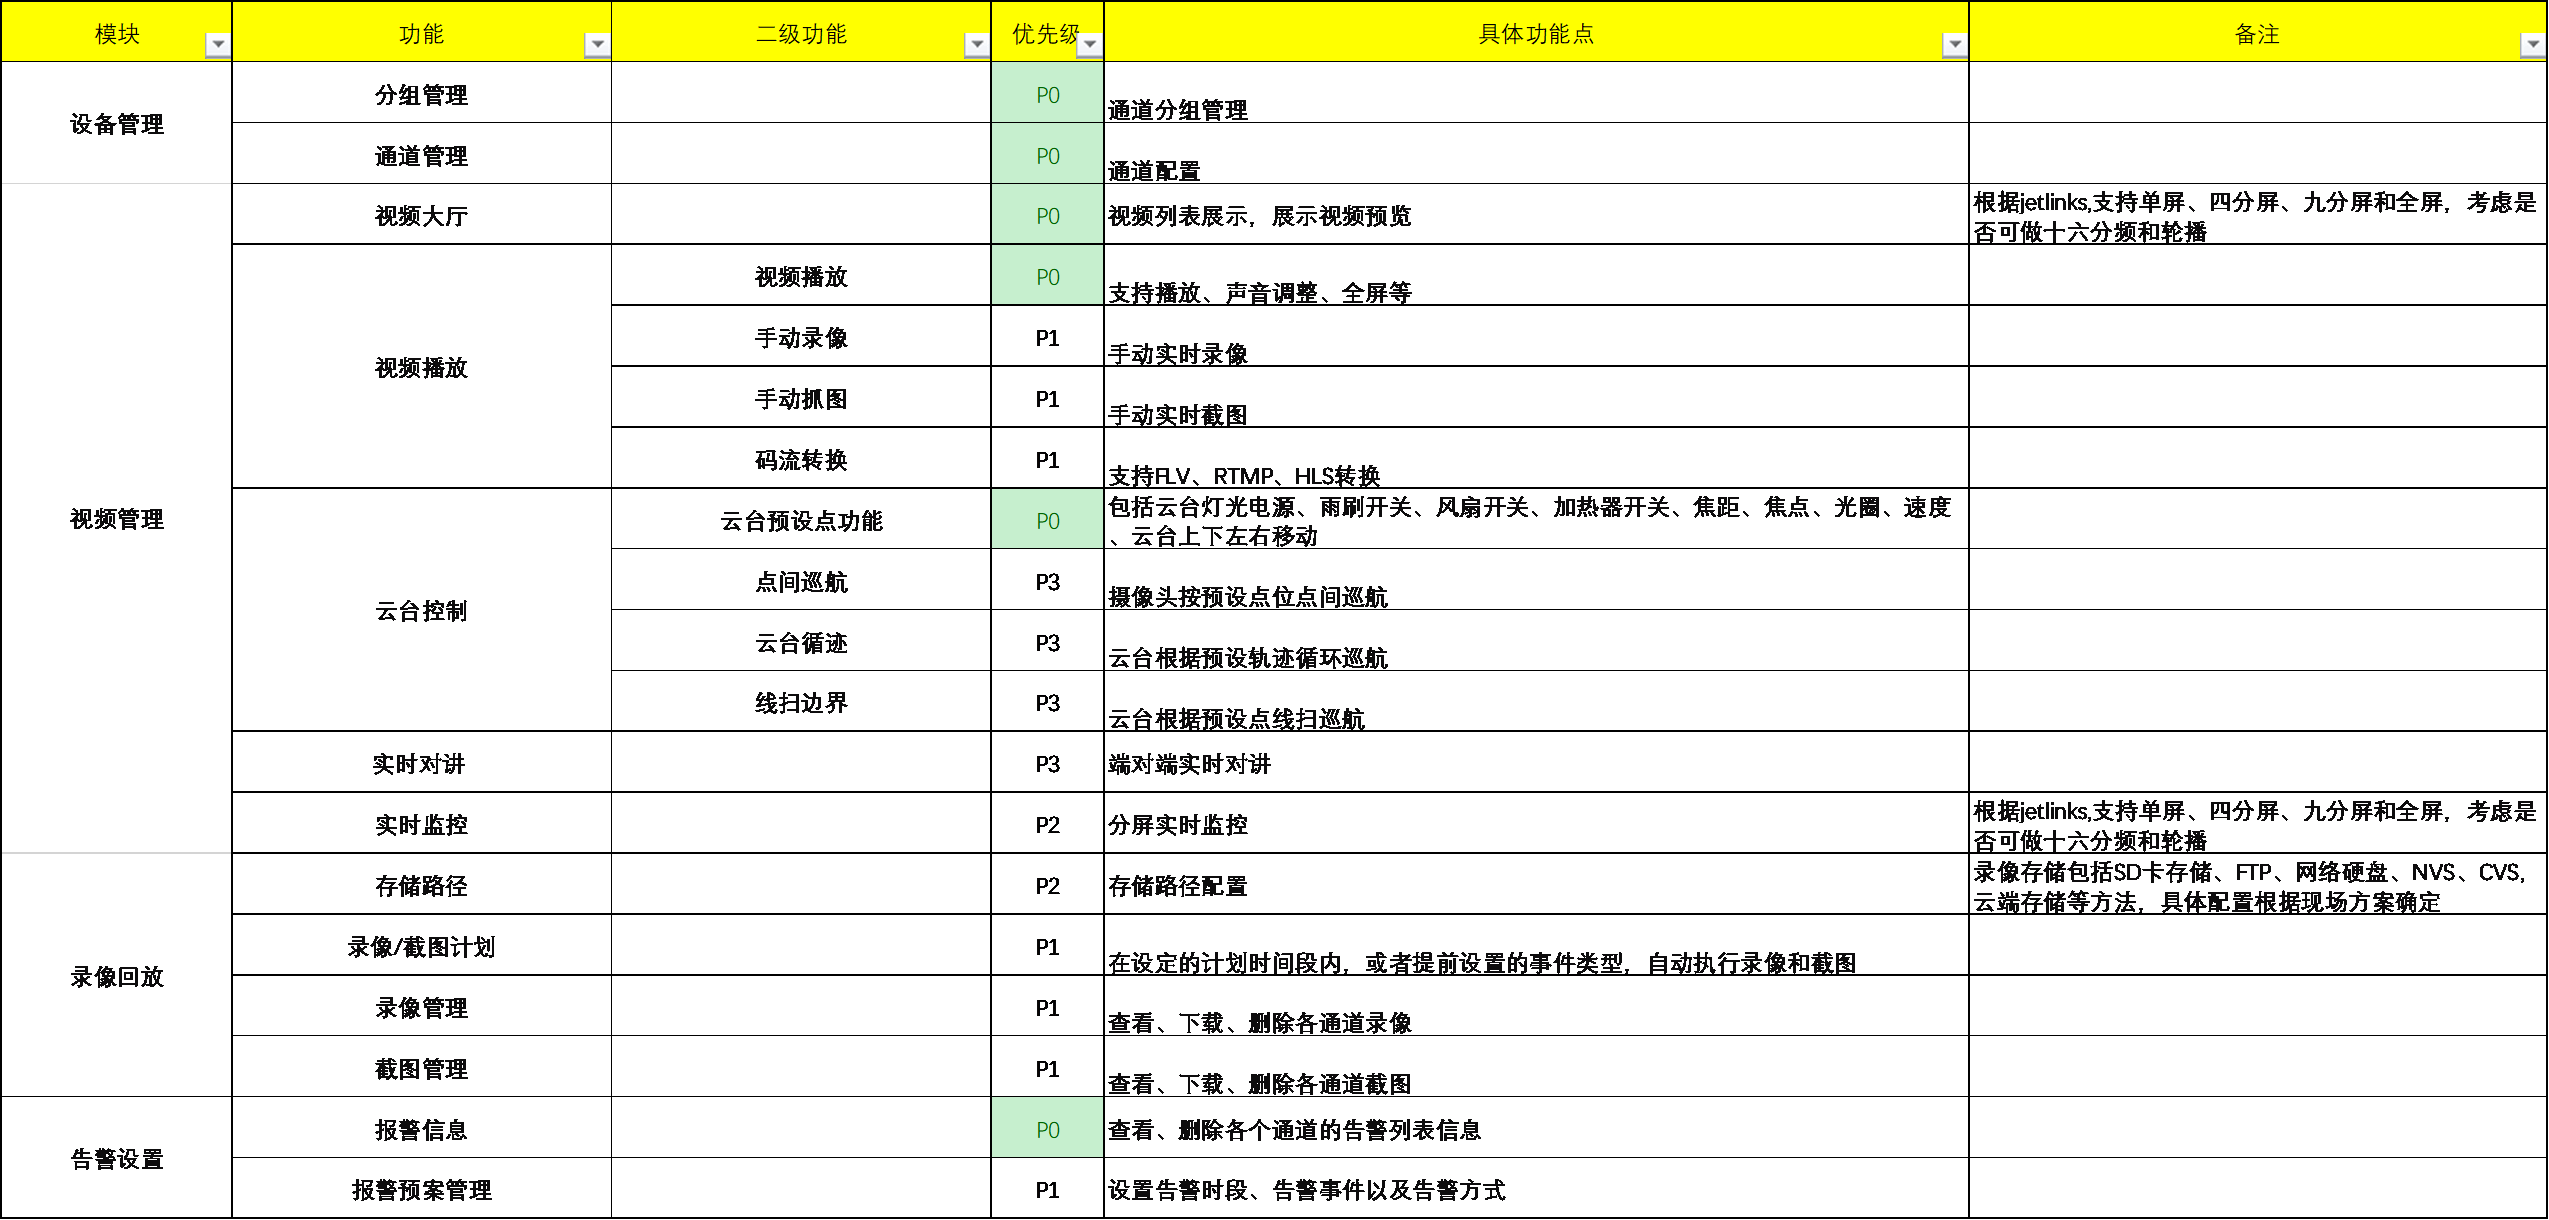 模块 功能 二级功能 优先级 具体功能点 备注
设备管理
分组管理 P0 通道分组管理
通道管理 P0 通道配置
视频管理
视频大厅 P0 视频列表展示，展示视频预览
根据jetlinks,支持单屏、四分屏、九分屏和全屏，考虑是
否可做十六分频和轮播
视频播放
视频播放 P0 支持播放、声音调整、全屏等
手动录像 P1 手动实时录像
手动抓图 P1 手动实时截图
码流转换 P1 支持FLV、RTMP、HLS转换
云台控制
云台预设点功能 P0
包括云台灯光电源、雨刷开关、风扇开关、加热器开关、焦距、焦点、光圈、速度
、云台上下左右移动
点间巡航 P3 摄像头按预设点位点间巡航
云台循迹 P3 云台根据预设轨迹循环巡航
线扫边界 P3 云台根据预设点线扫巡航
实时对讲 P3 端对端实时对讲
实时监控 P2 分屏实时监控
根据jetlinks,支持单屏、四分屏、九分屏和全屏，考虑是
否可做十六分频和轮播
录像回放
存储路径 P2 存储路径配置
录像存储包括SD卡存储、FTP、网络硬盘、NVS、CVS,
云端存储等方法，具体配置根据现场方案确定
录像/截图计划 P1 在设定的计划时间段内，或者提前设置的事件类型，自动执行录像和截图
录像管理 P1 查看、下载、删除各通道录像
截图管理 P1 查看、下载、删除各通道截图
告警设置
报警信息 P0 查看、删除各个通道的告警列表信息
报警预案管理 P1 设置告警时段、告警事件以及告警方式